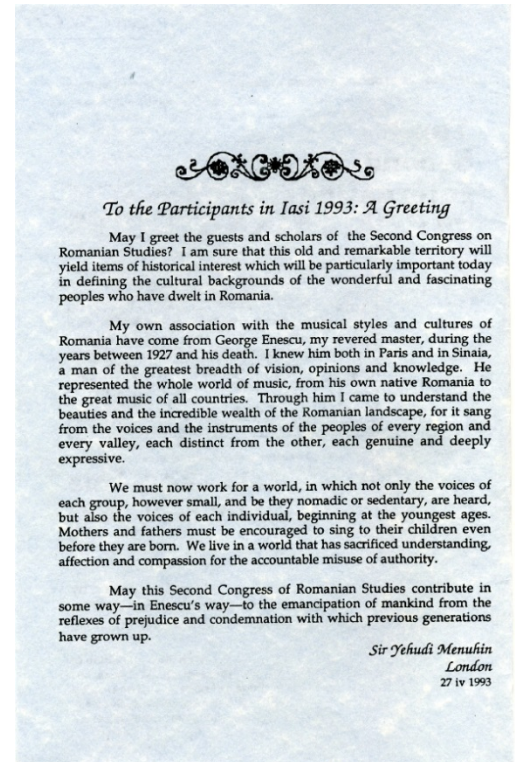 To the Participants in Iasi 1993: A Greeting
May I greet the guests and scholars of the Second Congress on
Romanian Studies? I am sure that this old and remarkable territory will
yield items of historical interest which will be particularly important today
in defining the cultural backgrounds of the wonderful and fascinating
peoples who have dwelt in Romania.
My own association with the musical styles and cultures of
Romania have come from George Enescu, my revered master, during the
years between 1927 and his death. I knew him both in Paris and in Sinaia,
a man of the greatest breadth of vision, opinions and knowledge. He
represented the whole world of music, from his own native Romania to
the great music of all countries. Through him I came to understand the
beauties and the incredible wealth of the Romanian landscape, for it sang
from the voices and the instruments of the peoples of every region and
every valley, each distinct from the other, each genuine and deeply
expressive.
We must now work for a world, in which not only the voices of
each group, however small, and be they nomadic or sedentary, are heard,
but also the voices of each individual, beginning at the youngest ages.
Mothers and fathers must be encouraged to sing to their children even
before they are born. We live in a world that has sacrificed understanding,
affection and compassion for the accountable misuse of authority.
May this Second Congress of Romanian Studies contribute in
some way—in Enescu's way—to the emancipation of mankind from the
reflexes of prejudice and condemnation with which previous generations
have grown up.
Sir Yehudi Menuhin
London
27 iv 1993